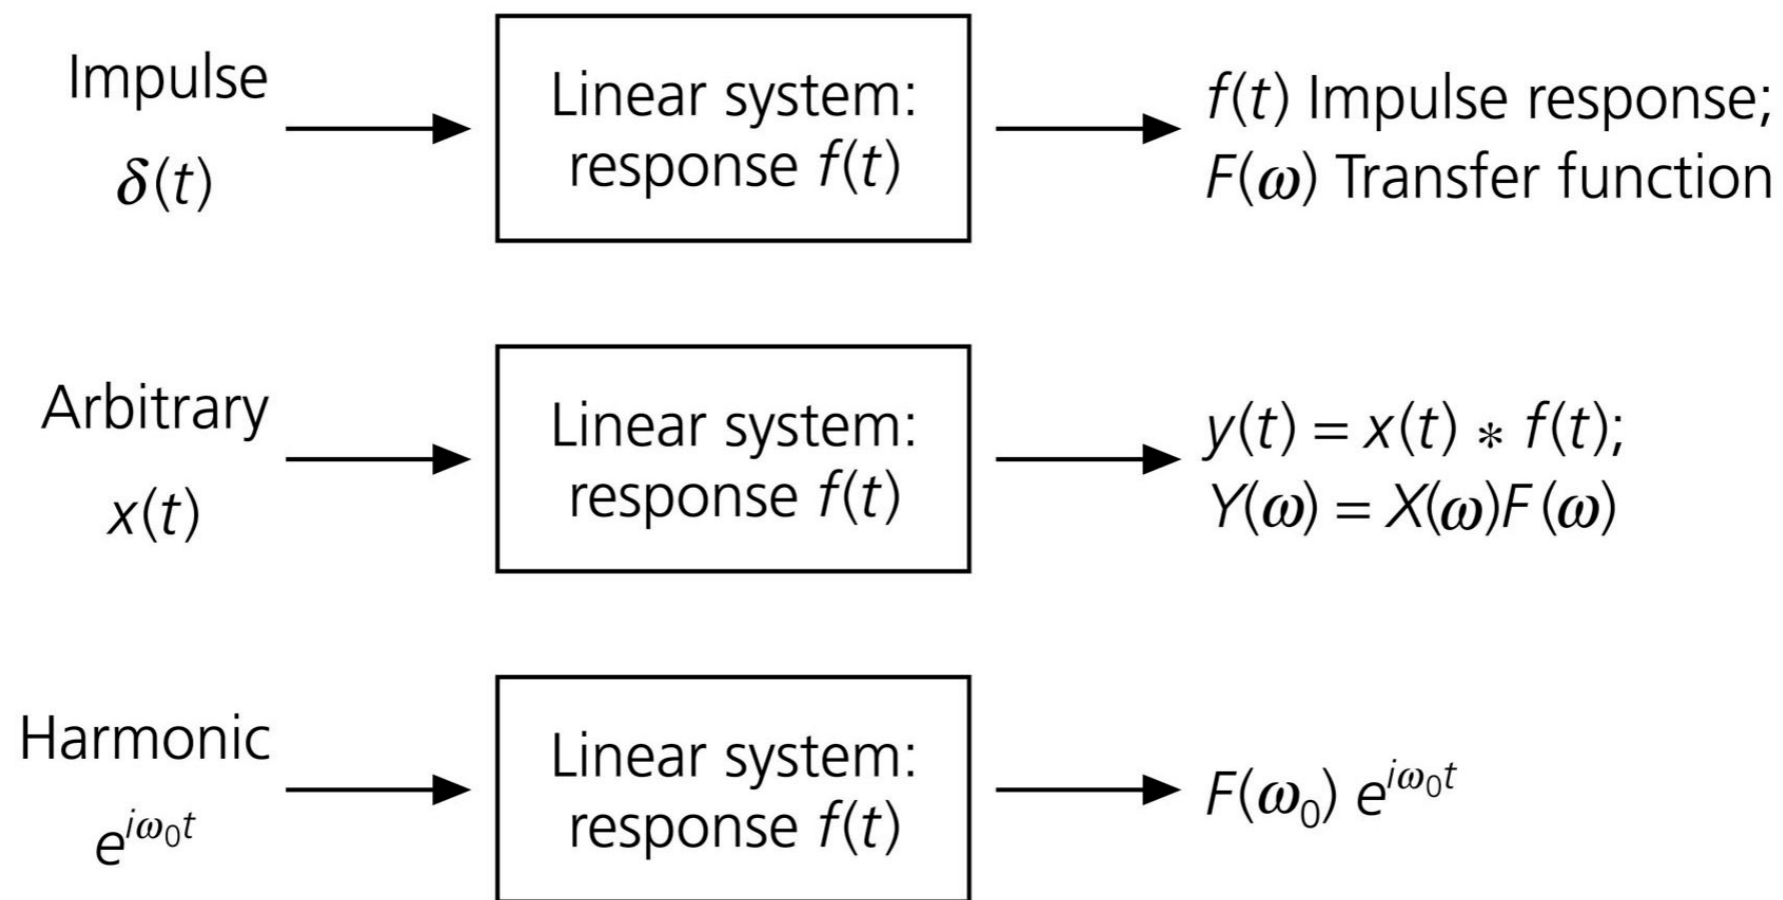 Impulse
δ(t)
Linear system:
response f(t)
f(t) Impulse response;
F(ω) Transfer function
Arbitrary
x(t)
Linear system:
response f(t)
y(t) = x(t) * f(t);
Y(ω) = X(ω)F(ω)
Harmonic
e^{iω₀t}
Linear system:
response f(t)
F(ω₀) e^{iω₀t}